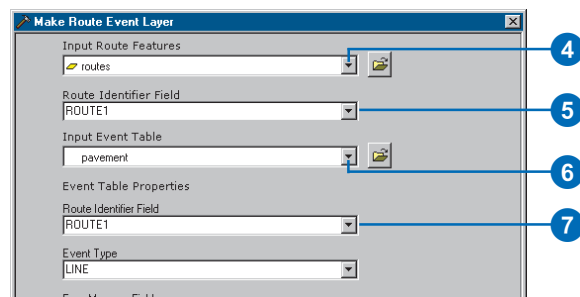 Make Route Event Layer
Input Route Features
routes
4
Route Identifier Field
ROUTE1
5
Input Event Table
pavement
6
Event Table Properties
Route Identifier Field
ROUTE1
7
Event Type
LINE